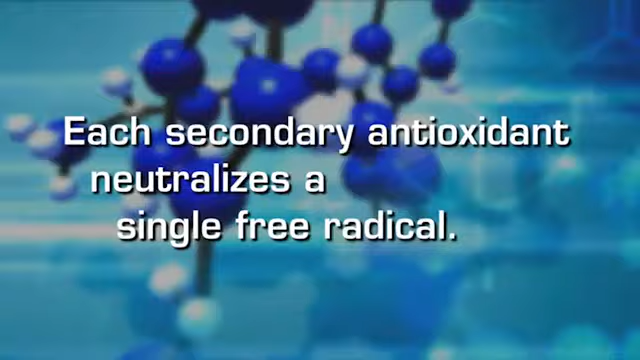 Each secondary antioxidant
neutralizes a
single free radical.